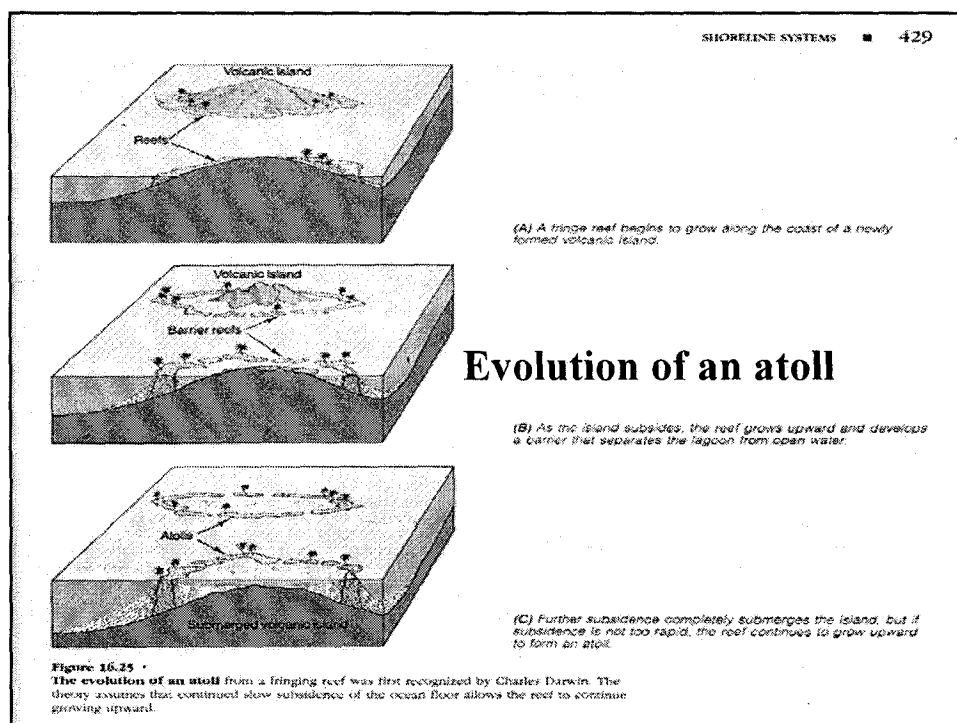 SHORELINE SYSTEMS ■ 429
Volcanic Island
Reefs
(A) A fringe reef begins to grow along the coast of a newly
formed volcanic island.
Volcanic Island
Barrier reefs
Evolution of an atoll
(B) As the island subsides, the reef grows upward and develops
a barrier that separates the lagoon from open water.
Atolls
Submerged volcanic island
(C) Further subsidence completely submerges the island, but if
subsidence is not too rapid, the reef continues to grow upward
to form an atoll.
Figure 16.25 ·
The evolution of an atoll from a fringing reef was first recognized by Charles Darwin. The
theory assumes that continued slow subsidence of the ocean floor allows the reef to continue
growing upward.